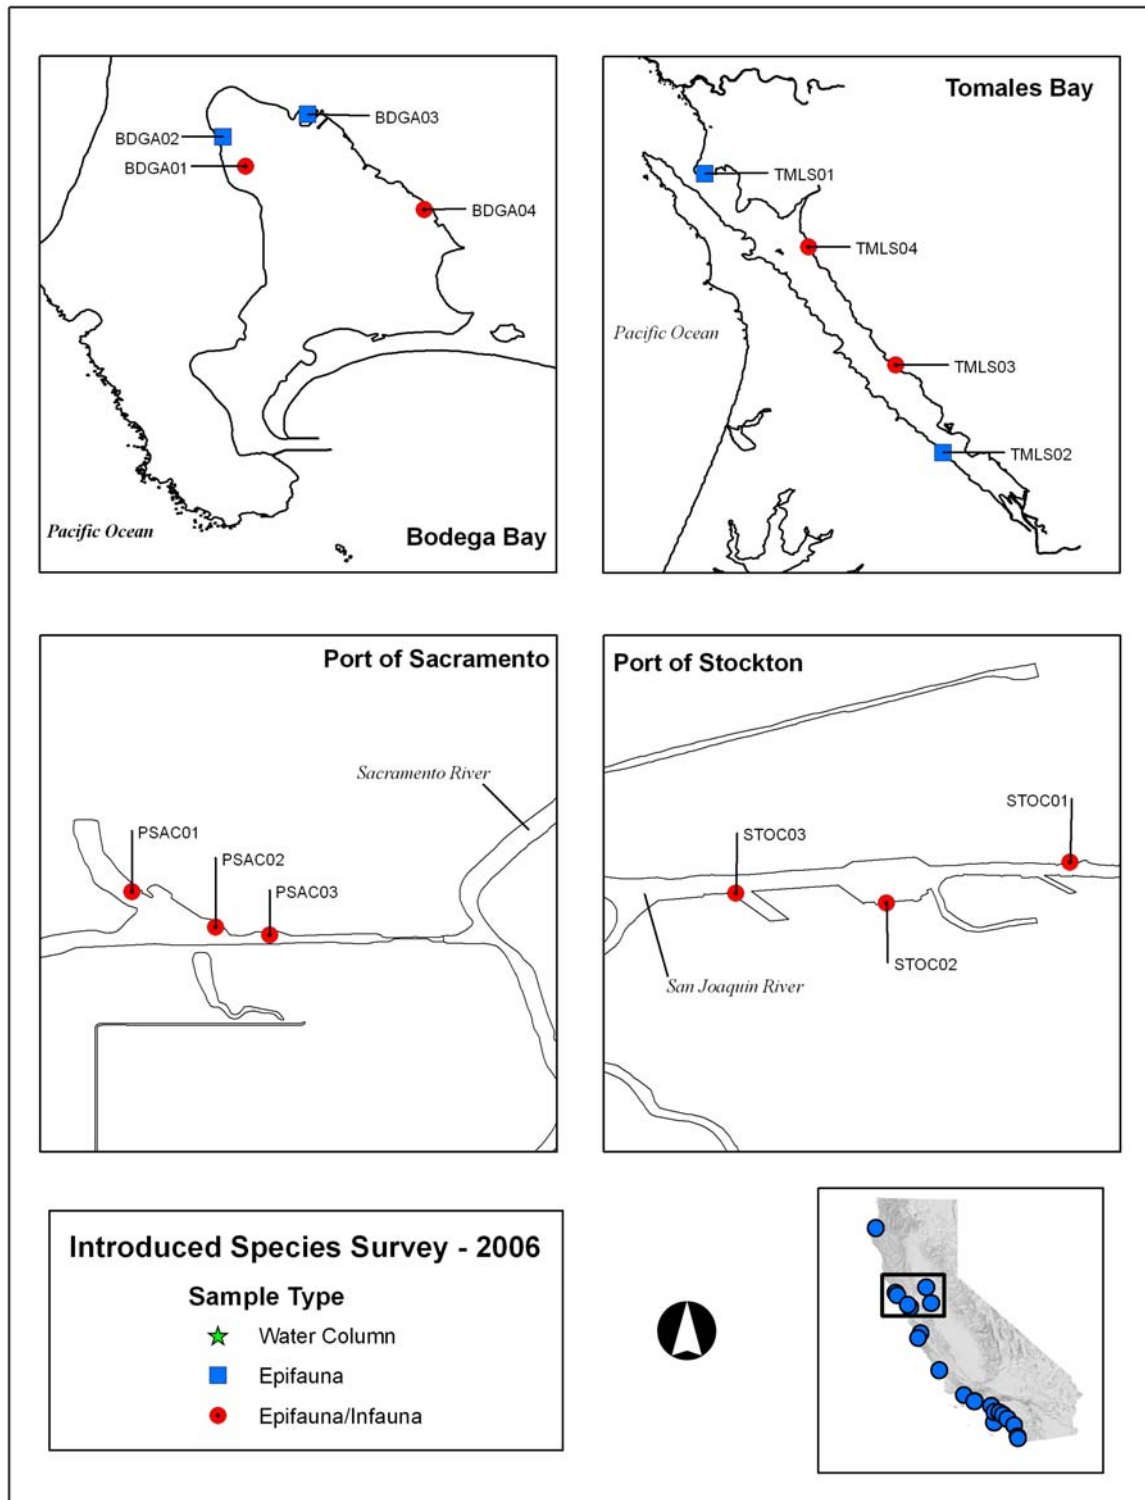 BDGA03
BDGA02
BDGA01
BDGA04
Pacific Ocean
Bodega Bay
Tomales Bay
TMLS01
TMLS04
Pacific Ocean
TMLS03
TMLS02
Port of Sacramento
Sacramento River
PSAC01
PSAC02
PSAC03
Port of Stockton
STOC01
STOC03
STOC02
San Joaquin River
Introduced Species Survey - 2006
Sample Type
Water Column
Epifauna
Epifauna/Infauna